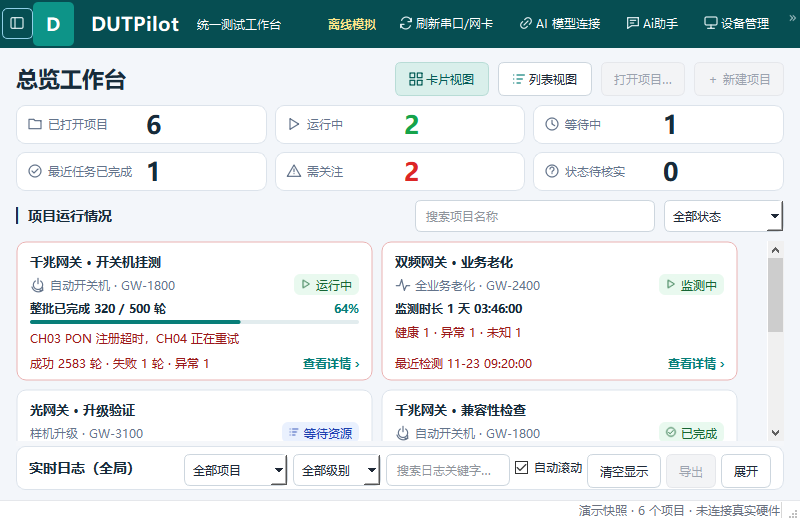 D DUTPilot 统一测试工作台 离线模拟 刷新串口/网卡 AI 模型连接 Ai助手 设备管理 »
总览工作台 卡片视图 列表视图 打开项目... + 新建项目
已打开项目 6 运行中 2 等待中 1
最近任务已完成 1 需关注 2 状态待核实 0
项目运行情况 搜索项目名称 全部状态
千兆网关 • 开关机挂测
自动开关机 · GW-1800 运行中
整批已完成 320 / 500 轮 64%
CH03 PON 注册超时，CH04 正在重试
成功 2583 轮 · 失败 1 轮 · 异常 1 查看详情 ›
双频网关 • 业务老化
全业务老化 · GW-2400 监测中
监测时长 1 天 03:46:00
健康 1 · 异常 1 · 未知 1
最近检测 11-23 09:20:00 查看详情 ›
光网关 • 升级验证
样机升级 · GW-3100 等待资源
千兆网关 • 兼容性检查
自动开关机 · GW-1800 已完成
实时日志（全局） 全部项目 全部级别 搜索日志关键字... 自动滚动 清空显示 导出 展开
演示快照 · 6 个项目 · 未连接真实硬件